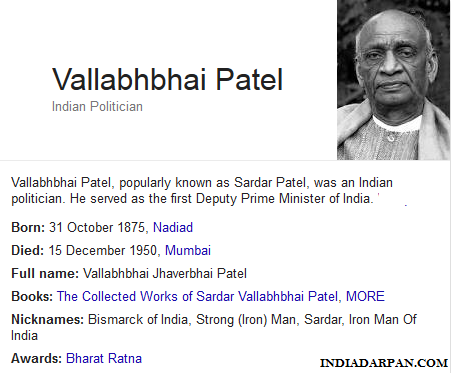 Vallabhbhai Patel
Indian Politician
Vallabhbhai Patel, popularly known as Sardar Patel, was an Indian
politician. He served as the first Deputy Prime Minister of India.
Born: 31 October 1875, Nadiad
Died: 15 December 1950, Mumbai
Full name: Vallabhbhai Jhaverbhai Patel
Books: The Collected Works of Sardar Vallabhbhai Patel, MORE
Nicknames: Bismarck of India, Strong (Iron) Man, Sardar, Iron Man Of
India
Awards: Bharat Ratna
INDIADARPAN.COM